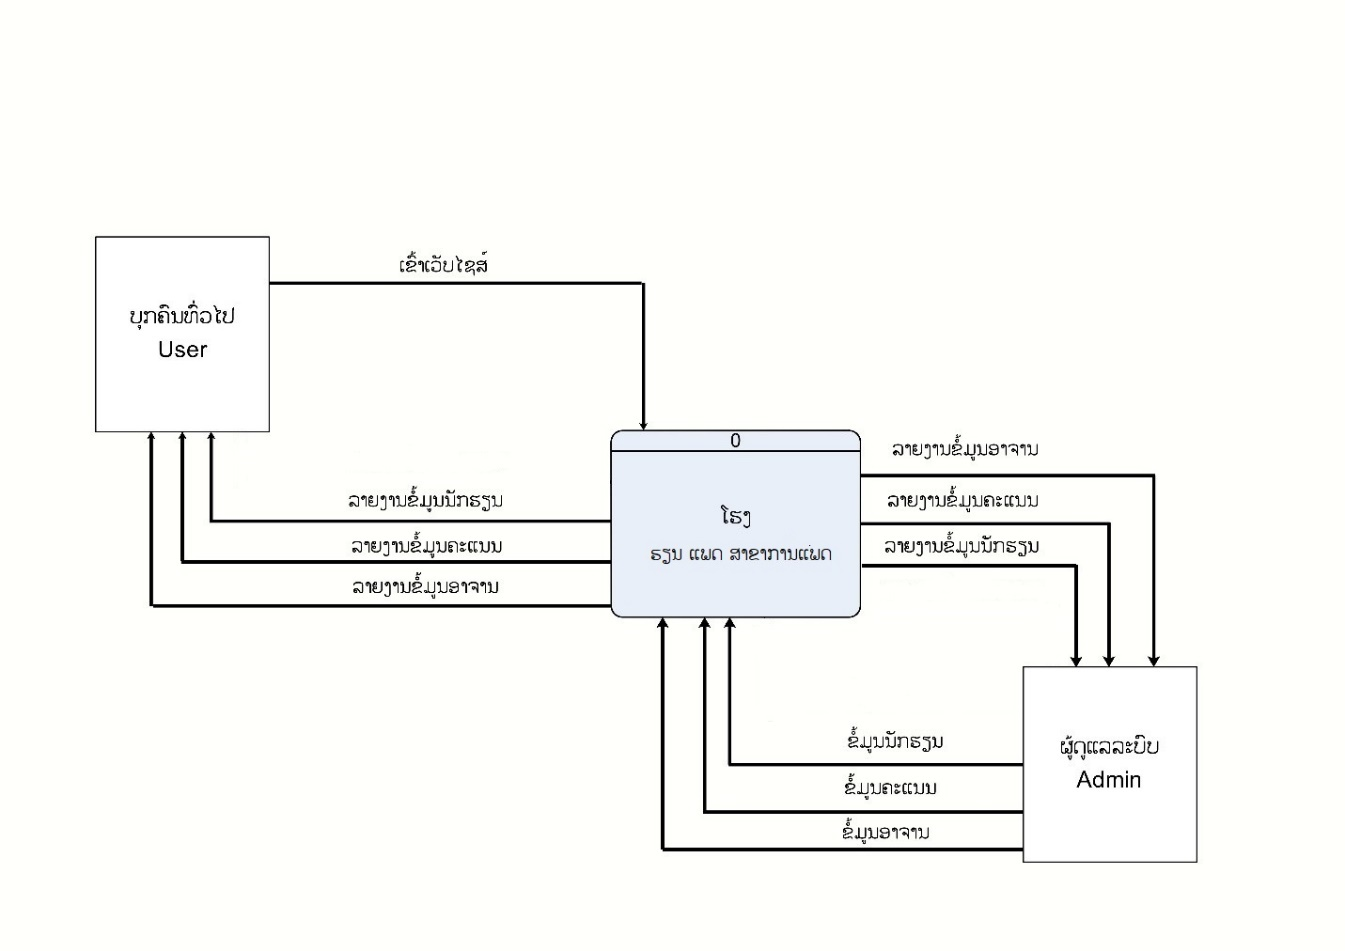 ເຂົ້າເວັບໄຊສ໌
ບຸກຄົນທົ່ວໄປ
User
0
ໂຮງ
ຮຽນ ແພດ ສາຂາການແພ່ດ
ລາຍງານຂໍ້ມູນນັກຮຽນ
ລາຍງານຂໍ້ມູນຄະແນນ
ລາຍງານຂໍ້ມູນອາຈານ
ລາຍງານຂໍ້ມູນອາຈານ
ລາຍງານຂໍ້ມູນຄະແນນ
ລາຍງານຂໍ້ມູນນັກຮຽນ
ຂໍ້ມູນນັກຮຽນ
ຂໍ້ມູນຄະແນນ
ຂໍ້ມູນອາຈານ
ຜູ້ດູແລລະບົບ
Admin